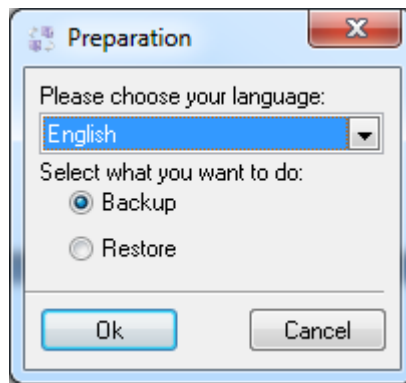 Preparation
Please choose your language:
English
Select what you want to do:
Backup
Restore
Ok
Cancel